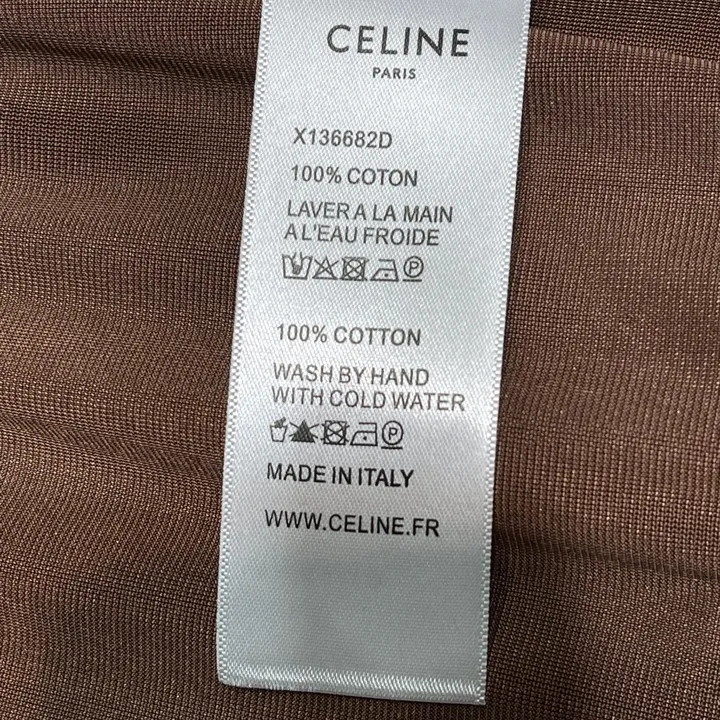 CELINE
PARIS
X136682D
100% COTON
LAVER A LA MAIN
A L'EAU FROIDE
P
100% COTTON
WASH BY HAND
WITH COLD WATER
P
MADE IN ITALY
WWW.CELINE.FR